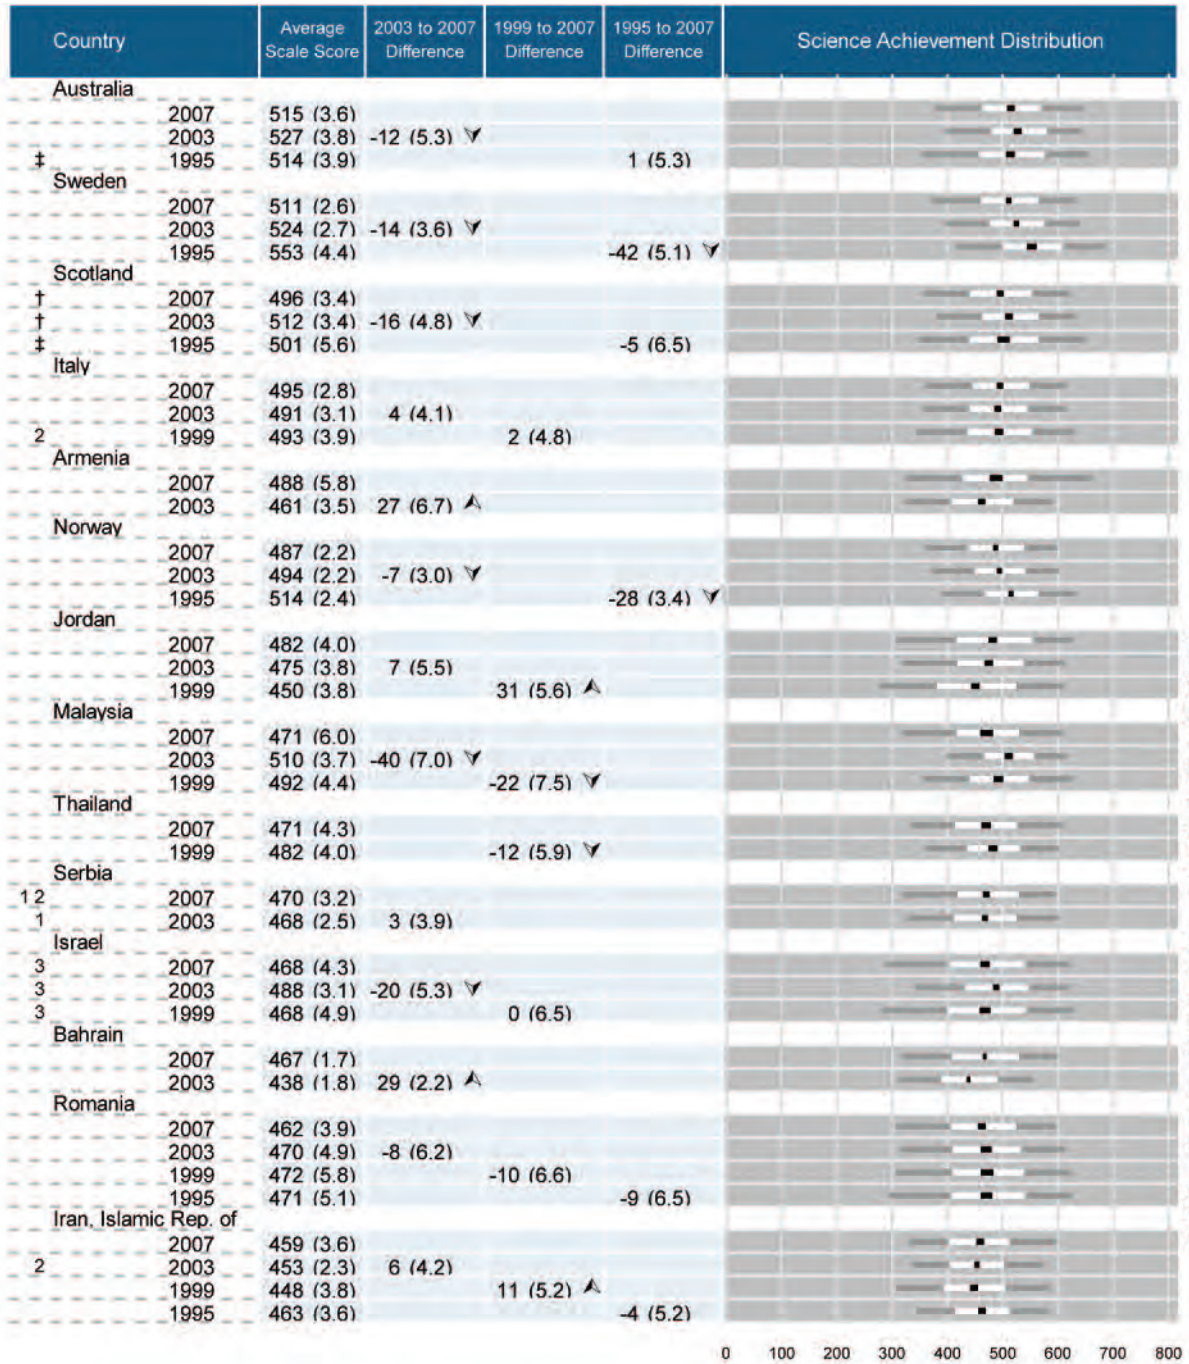 Country Average Scale Score 2003 to 2007 Difference 1999 to 2007 Difference 1995 to 2007 Difference Science Achievement Distribution
0 100 200 300 400 500 600 700 800
Australia
2007 515 (3.6)
2003 527 (3.8) -12 (5.3)
‡ 1995 514 (3.9) 1 (5.3)
Sweden
2007 511 (2.6)
2003 524 (2.7) -14 (3.6)
1995 553 (4.4) -42 (5.1)
Scotland
† 2007 496 (3.4)
† 2003 512 (3.4) -16 (4.8)
‡ 1995 501 (5.6) -5 (6.5)
Italy
2007 495 (2.8)
2003 491 (3.1) 4 (4.1)
2 1999 493 (3.9) 2 (4.8)
Armenia
2007 488 (5.8)
2003 461 (3.5) 27 (6.7)
Norway
2007 487 (2.2)
2003 494 (2.2) -7 (3.0)
1995 514 (2.4) -28 (3.4)
Jordan
2007 482 (4.0)
2003 475 (3.8) 7 (5.5)
1999 450 (3.8) 31 (5.6)
Malaysia
2007 471 (6.0)
2003 510 (3.7) -40 (7.0)
1999 492 (4.4) -22 (7.5)
Thailand
2007 471 (4.3)
1999 482 (4.0) -12 (5.9)
Serbia
1 2 2007 470 (3.2)
1 2003 468 (2.5) 3 (3.9)
Israel
3 2007 468 (4.3)
3 2003 488 (3.1) -20 (5.3)
3 1999 468 (4.9) 0 (6.5)
Bahrain
2007 467 (1.7)
2003 438 (1.8) 29 (2.2)
Romania
2007 462 (3.9)
2003 470 (4.9) -8 (6.2)
1999 472 (5.8) -10 (6.6)
1995 471 (5.1) -9 (6.5)
Iran, Islamic Rep. of
2007 459 (3.6)
2 2003 453 (2.3) 6 (4.2)
1999 448 (3.8) 11 (5.2)
1995 463 (3.6) -4 (5.2)
0 100 200 300 400 500 600 700 800